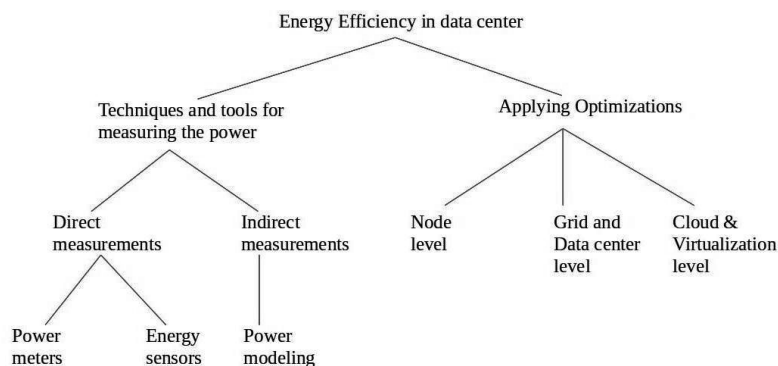 Energy Efficiency in data center
Techniques and tools for
measuring the power
Applying Optimizations
Direct
measurements
Indirect
measurements
Node
level
Grid and
Data center
level
Cloud &
Virtualization
level
Power
meters
Energy
sensors
Power
modeling